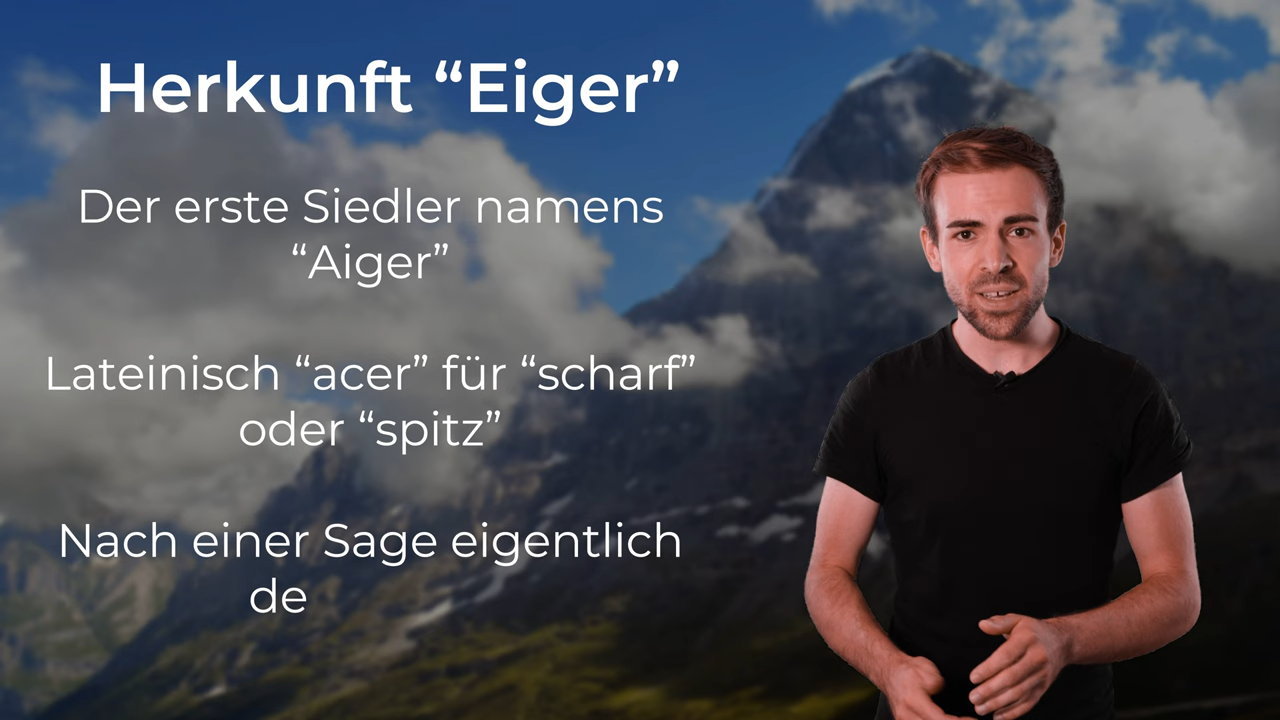 Herkunft “Eiger”
Der erste Siedler namens
“Aiger”
Lateinisch “acer” für “scharf”
oder “spitz”
Nach einer Sage eigentlich
de